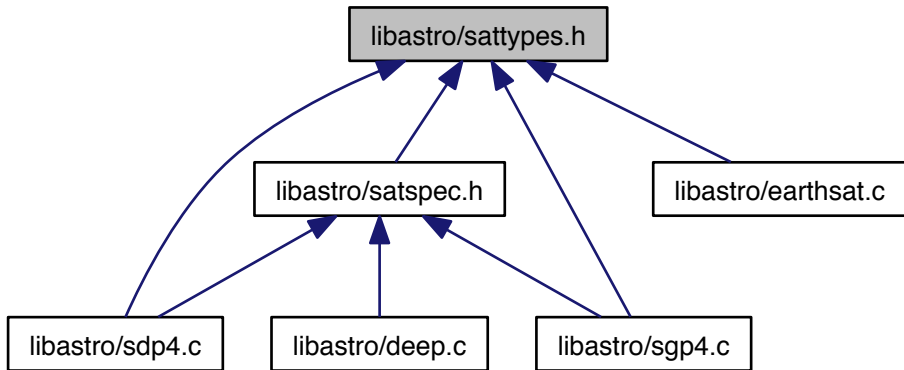 libastro/sattypes.h
libastro/satspec.h
libastro/earthsat.c
libastro/sdp4.c
libastro/deep.c
libastro/sgp4.c